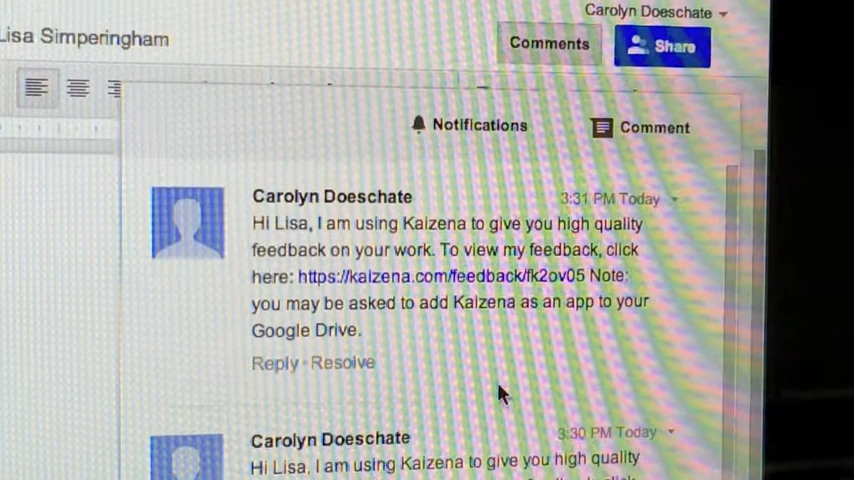 Carolyn Doeschate
Lisa Simperingham
Comments
Share
Notifications
Comment
Carolyn Doeschate
3:31 PM Today
Hi Lisa, I am using Kaizena to give you high quality
feedback on your work. To view my feedback, click
here: https://kaizena.com/feedback/fk2ov05 Note:
you may be asked to add Kaizena as an app to your
Google Drive.
Reply · Resolve
Carolyn Doeschate
3:30 PM Today
Hi Lisa, I am using Kaizena to give you high quality